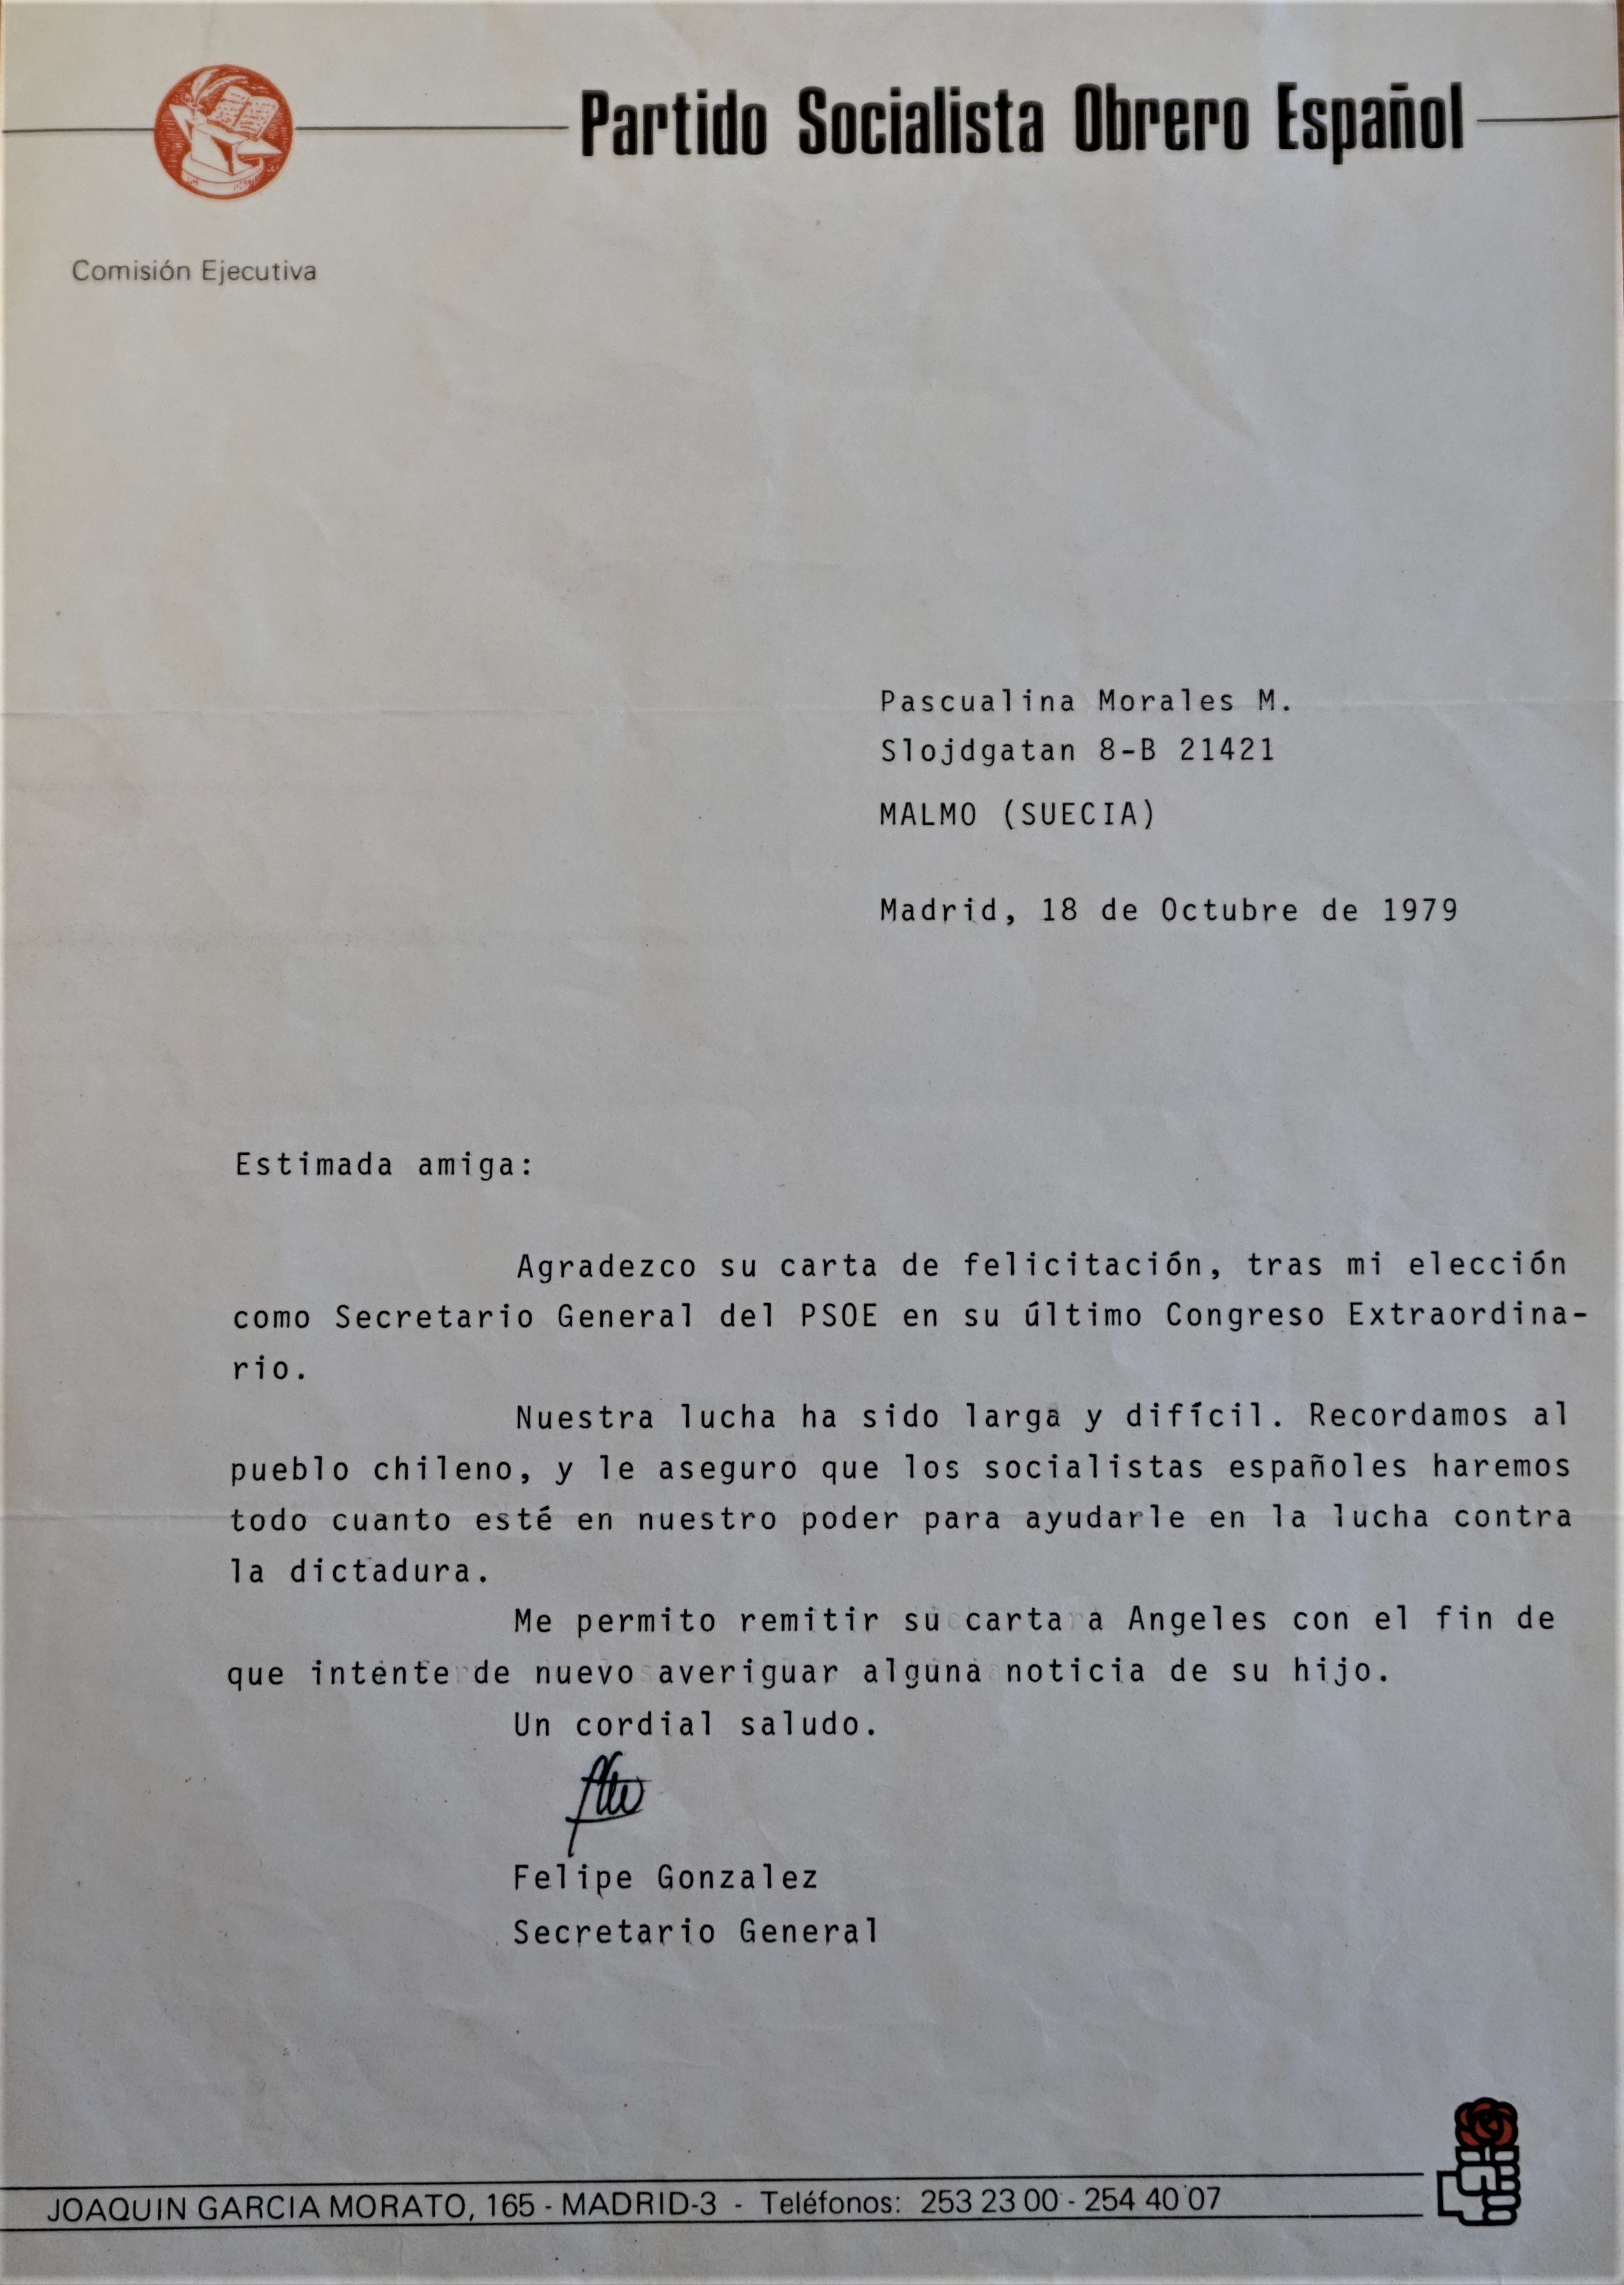 Partido Socialista Obrero Español
Comisión Ejecutiva
Pascualina Morales M.
Slojdgatan 8-B 21421
MALMO (SUECIA)
Madrid, 18 de Octubre de 1979
Estimada amiga:
Agradezco su carta de felicitación, tras mi elección
como Secretario General del PSOE en su último Congreso Extraordina-
rio.
Nuestra lucha ha sido larga y difícil. Recordamos al
pueblo chileno, y le aseguro que los socialistas españoles haremos
todo cuanto esté en nuestro poder para ayudarle en la lucha contra
la dictadura.
Me permito remitir su carta a Angeles con el fin de
que intente de nuevo averiguar alguna noticia de su hijo.
Un cordial saludo.
Felipe Gonzalez
Secretario General
JOAQUIN GARCIA MORATO, 165 - MADRID-3 - Teléfonos: 253 23 00 - 254 40 07